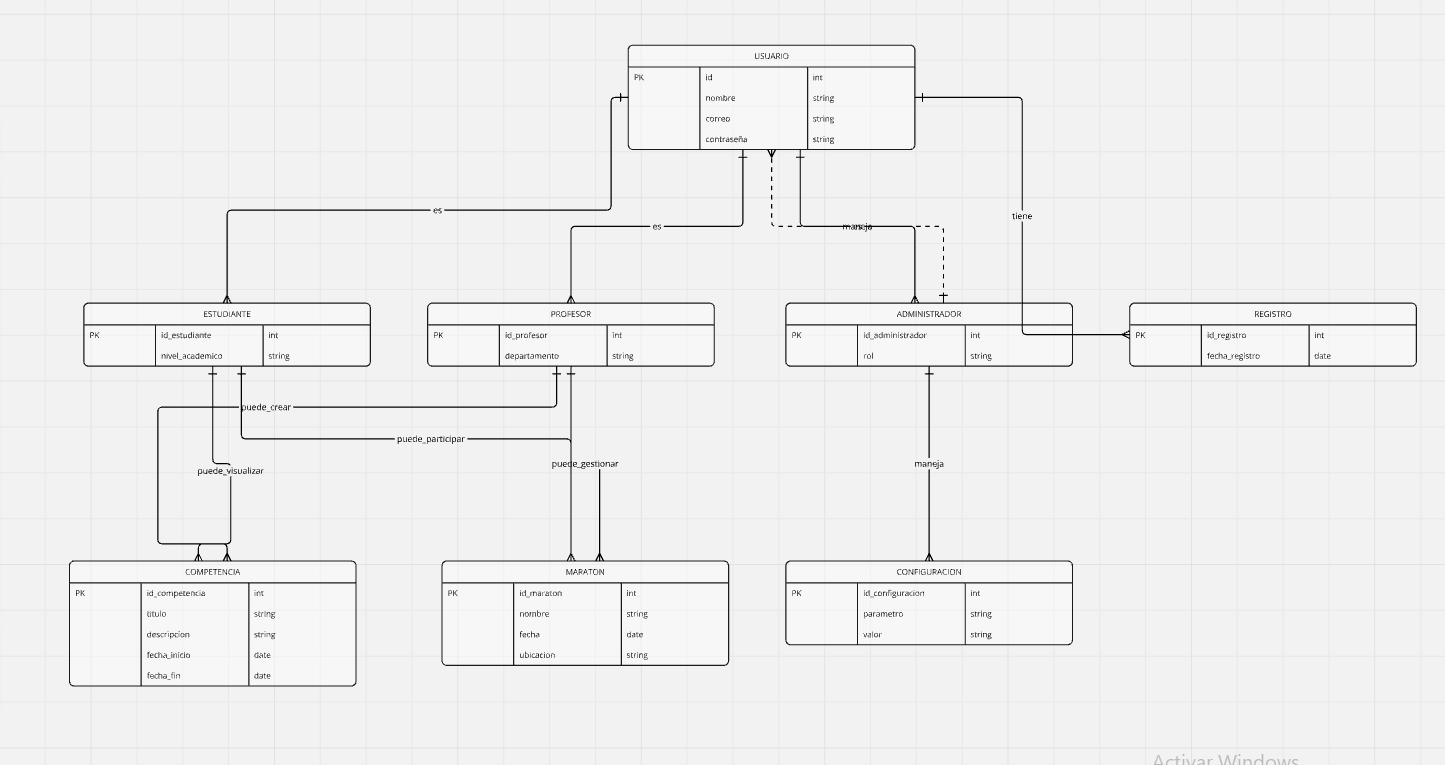 USUARIO
PK id int
nombre string
correo string
contraseña string
es
es
maneja
tiene
ESTUDIANTE
PK id_estudiante int
nivel_academico string
PROFESOR
PK id_profesor int
departamento string
ADMINISTRADOR
PK id_administrador int
rol string
REGISTRO
PK id_registro int
fecha_registro date
puede_crear
puede_participar
puede_visualizar
puede_gestionar
maneja
COMPETENCIA
PK id_competencia int
titulo string
descripcion string
fecha_inicio date
fecha_fin date
MARATON
PK id_maraton int
nombre string
fecha date
ubicacion string
CONFIGURACION
PK id_configuracion int
parametro string
valor string
Activar Windows